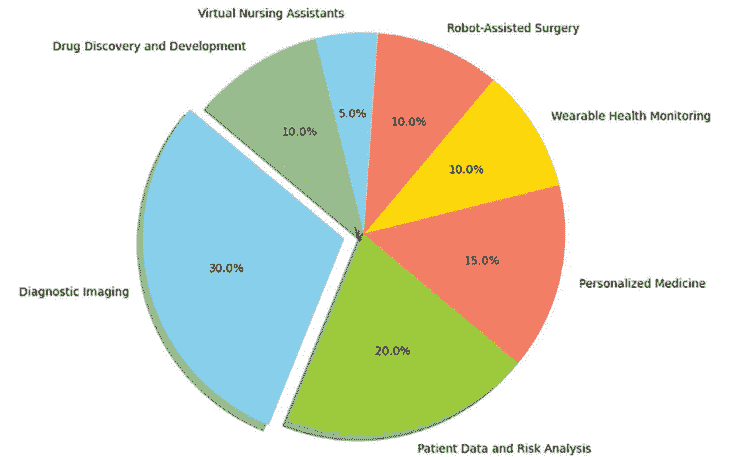 Virtual Nursing Assistants
Robot-Assisted Surgery
Drug Discovery and Development
5.0%
10.0%
Wearable Health Monitoring
10.0%
10.0%
15.0%
30.0%
Personalized Medicine
Diagnostic Imaging
20.0%
Patient Data and Risk Analysis